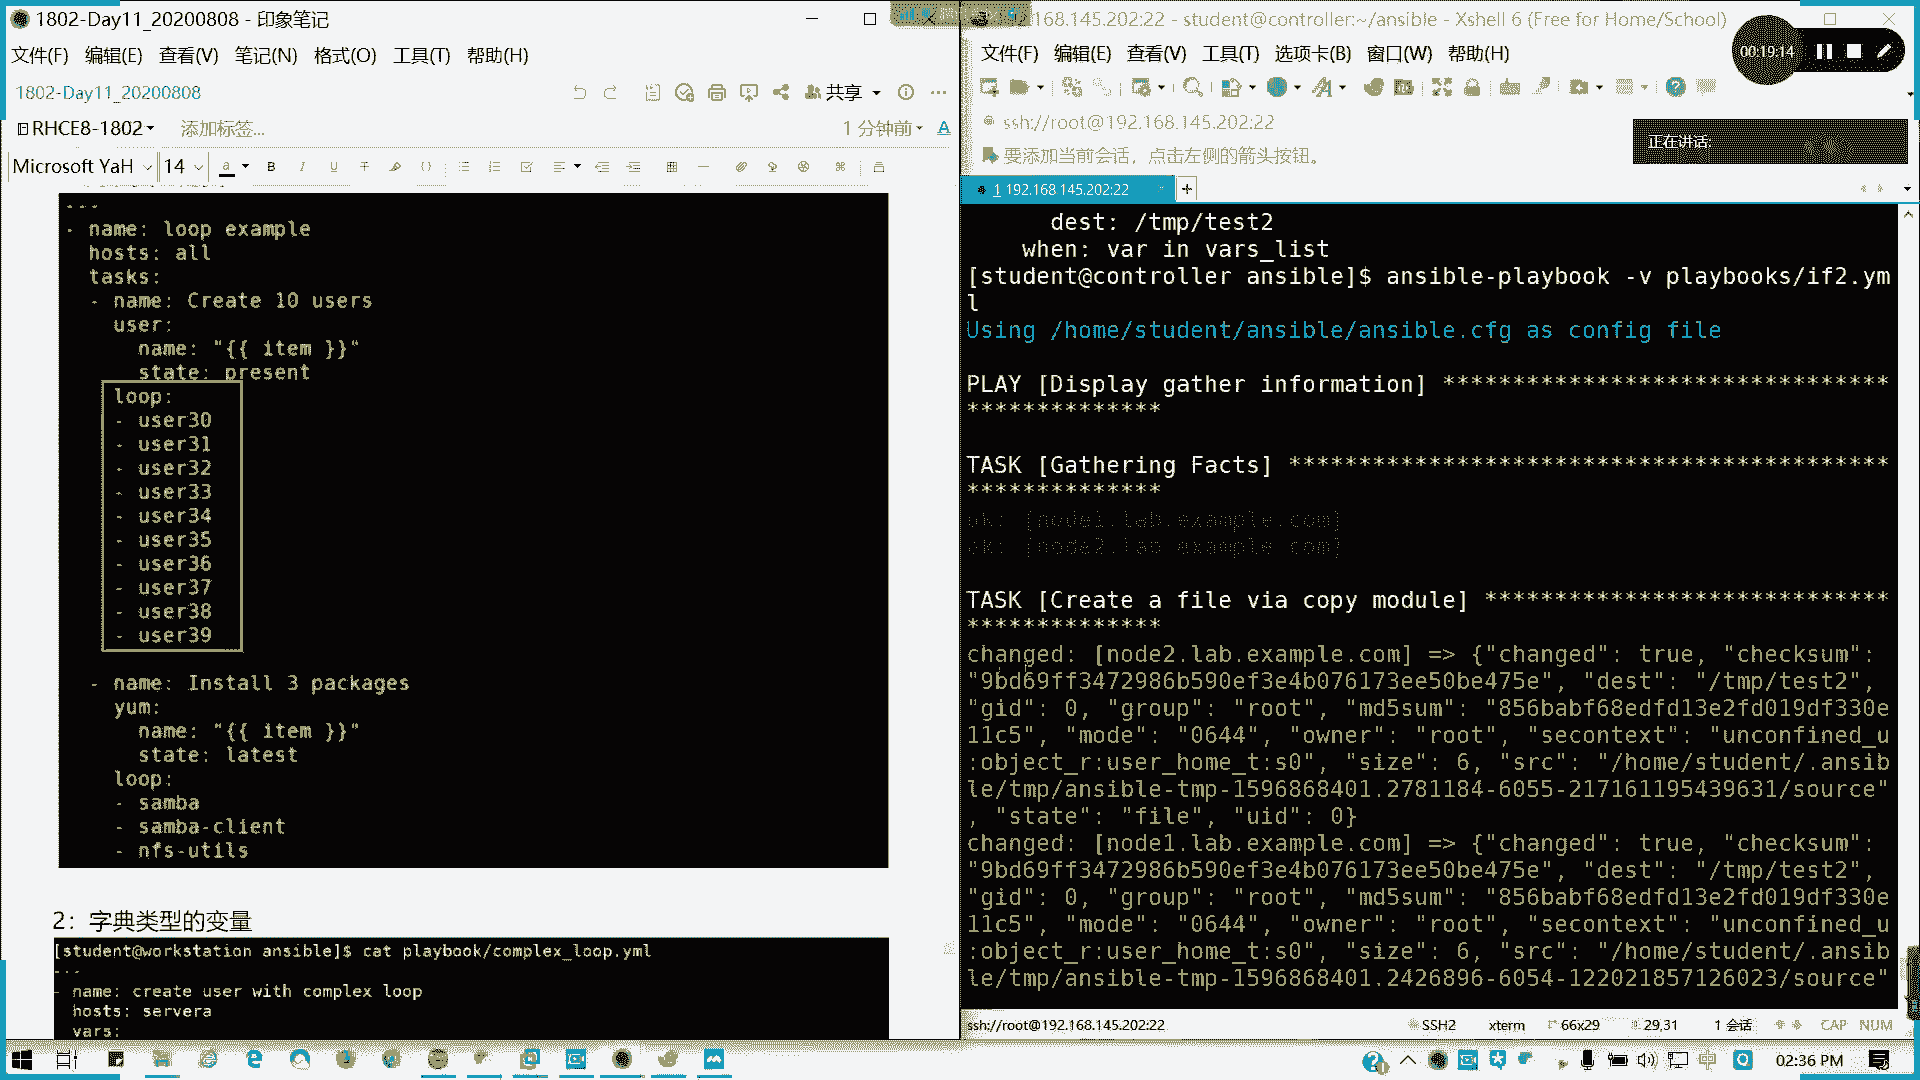 1802-Day11_20200808 - 印象笔记
文件(F) 编辑(E) 查看(V) 笔记(N) 格式(O) 工具(T) 帮助(H)
1802-Day11_20200808
共享
RHCE8-1802
添加标签...
1 分钟前
Microsoft YaH
14
---
- name: loop example
hosts: all
tasks:
- name: Create 10 users
user:
name: "{{ item }}"
state: present
loop:
- user30
- user31
- user32
- user33
- user34
- user35
- user36
- user37
- user38
- user39
- name: Install 3 packages
yum:
name: "{{ item }}"
state: latest
loop:
- samba
- samba-client
- nfs-utils
2：字典类型的变量
[student@workstation ansible]$ cat playbook/complex_loop.yml
---
- name: create user with complex loop
hosts: servera
vars:
168.145.202:22 - student@controller:~/ansible - Xshell 6 (Free for Home/School)
文件(F) 编辑(E) 查看(V) 工具(T) 选项卡(B) 窗口(W) 帮助(H)
00:19:14
ssh://root@192.168.145.202:22
正在讲话:
要添加当前会话，点击左侧的箭头按钮。
1 192.168.145.202:22
dest: /tmp/test2
when: var in vars_list
[student@controller ansible]$ ansible-playbook -v playbooks/if2.ym
l
Using /home/student/ansible/ansible.cfg as config file
PLAY [Display gather information] **********************************
***************
TASK [Gathering Facts] **********************************************
***************
ok: [node1.lab.example.com]
ok: [node2.lab.example.com]
TASK [Create a file via copy module] *******************************
***************
changed: [node2.lab.example.com] => {"changed": true, "checksum":
"9bd69ff3472986b590ef3e4b076173ee50be475e", "dest": "/tmp/test2",
"gid": 0, "group": "root", "md5sum": "856babf68edfd13e2fd019df330e
11c5", "mode": "0644", "owner": "root", "secontext": "unconfined_u
:object_r:user_home_t:s0", "size": 6, "src": "/home/student/.ansib
le/tmp/ansible-tmp-1596868401.2781184-6055-217161195439631/source"
, "state": "file", "uid": 0}
changed: [node1.lab.example.com] => {"changed": true, "checksum":
"9bd69ff3472986b590ef3e4b076173ee50be475e", "dest": "/tmp/test2",
"gid": 0, "group": "root", "md5sum": "856babf68edfd13e2fd019df330e
11c5", "mode": "0644", "owner": "root", "secontext": "unconfined_u
:object_r:user_home_t:s0", "size": 6, "src": "/home/student/.ansib
le/tmp/ansible-tmp-1596868401.2426896-6054-122021857126023/source"
ssh://root@192.168.145.202:22
SSH2 xterm 66x29 29,31 1 会话 CAP NUM
02:36 PM